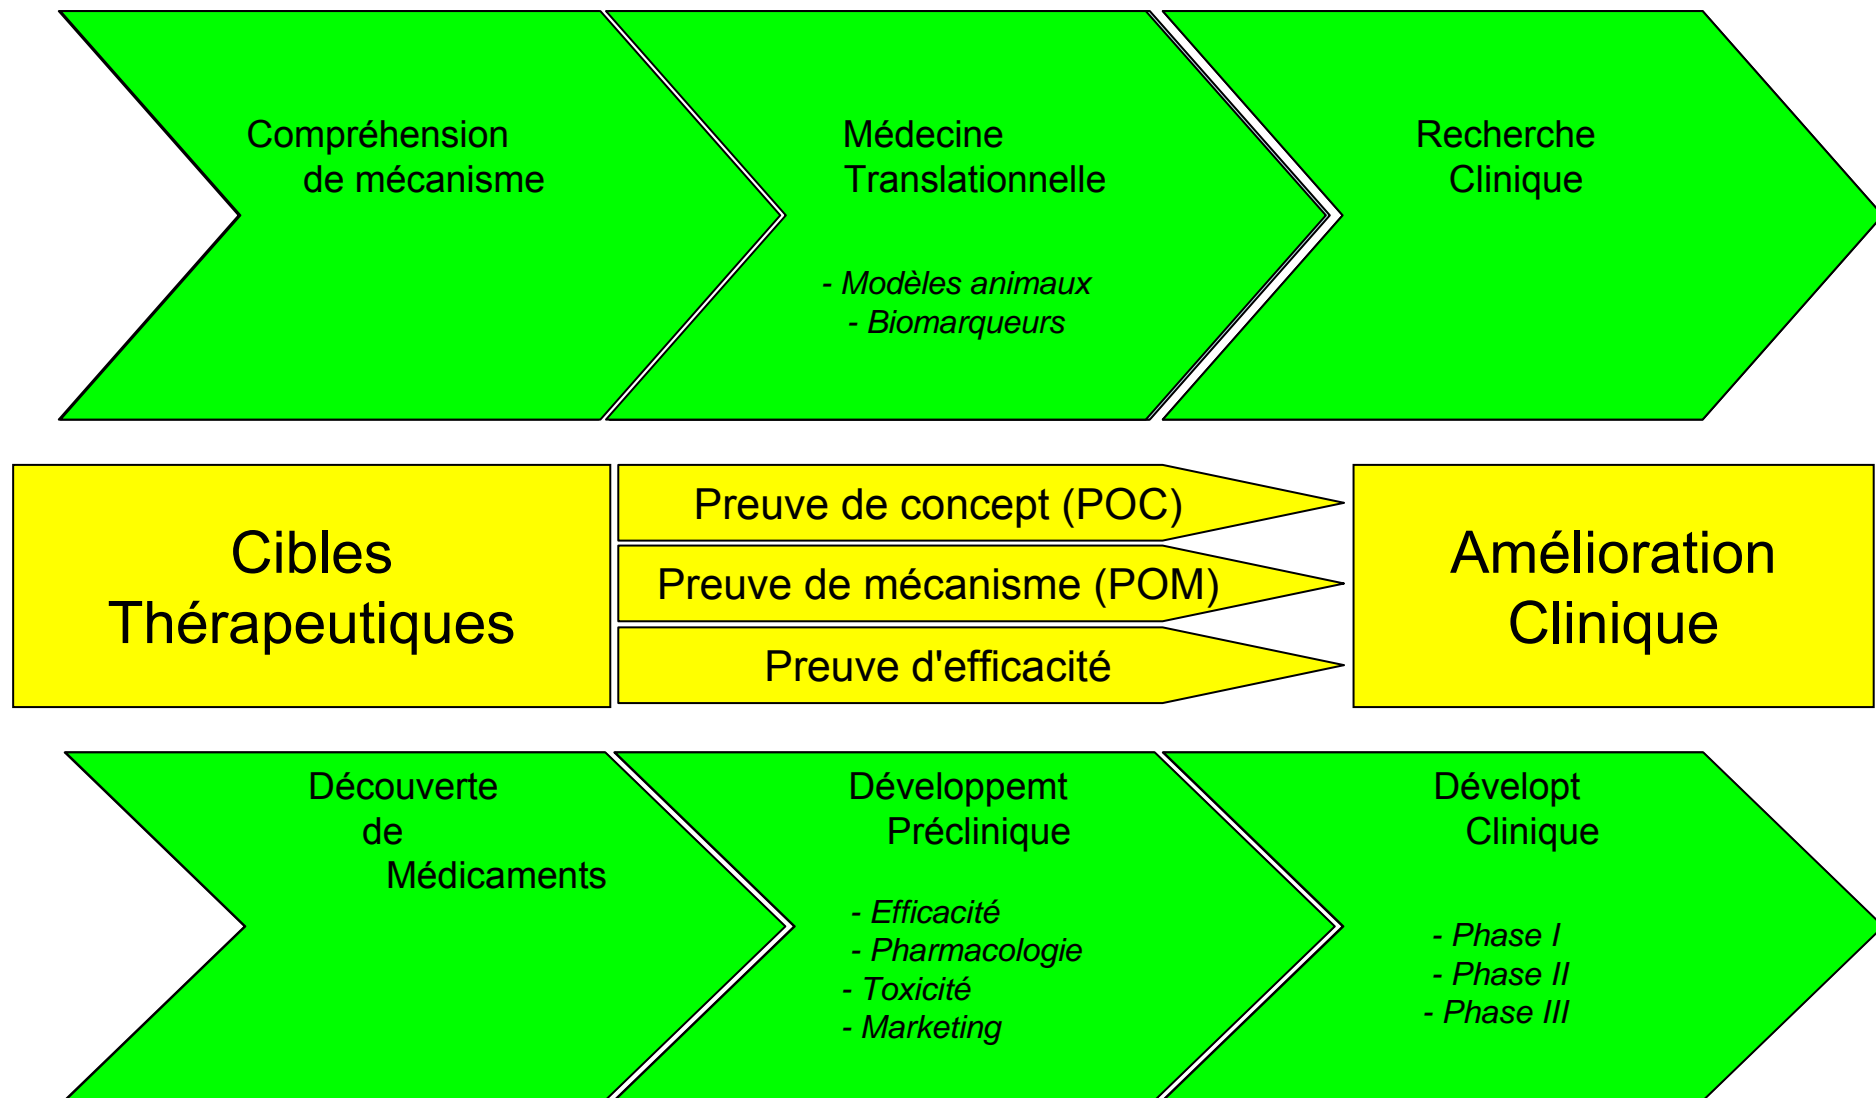 Compréhension
de mécanisme
Médecine
Translationnelle
- Modèles animaux
- Biomarqueurs
Recherche
Clinique
Cibles
Thérapeutiques
Preuve de concept (POC)
Preuve de mécanisme (POM)
Preuve d'efficacité
Amélioration
Clinique
Découverte
de
Médicaments
Développemt
Préclinique
- Efficacité
- Pharmacologie
- Toxicité
- Marketing
Dévelopt
Clinique
- Phase I
- Phase II
- Phase III